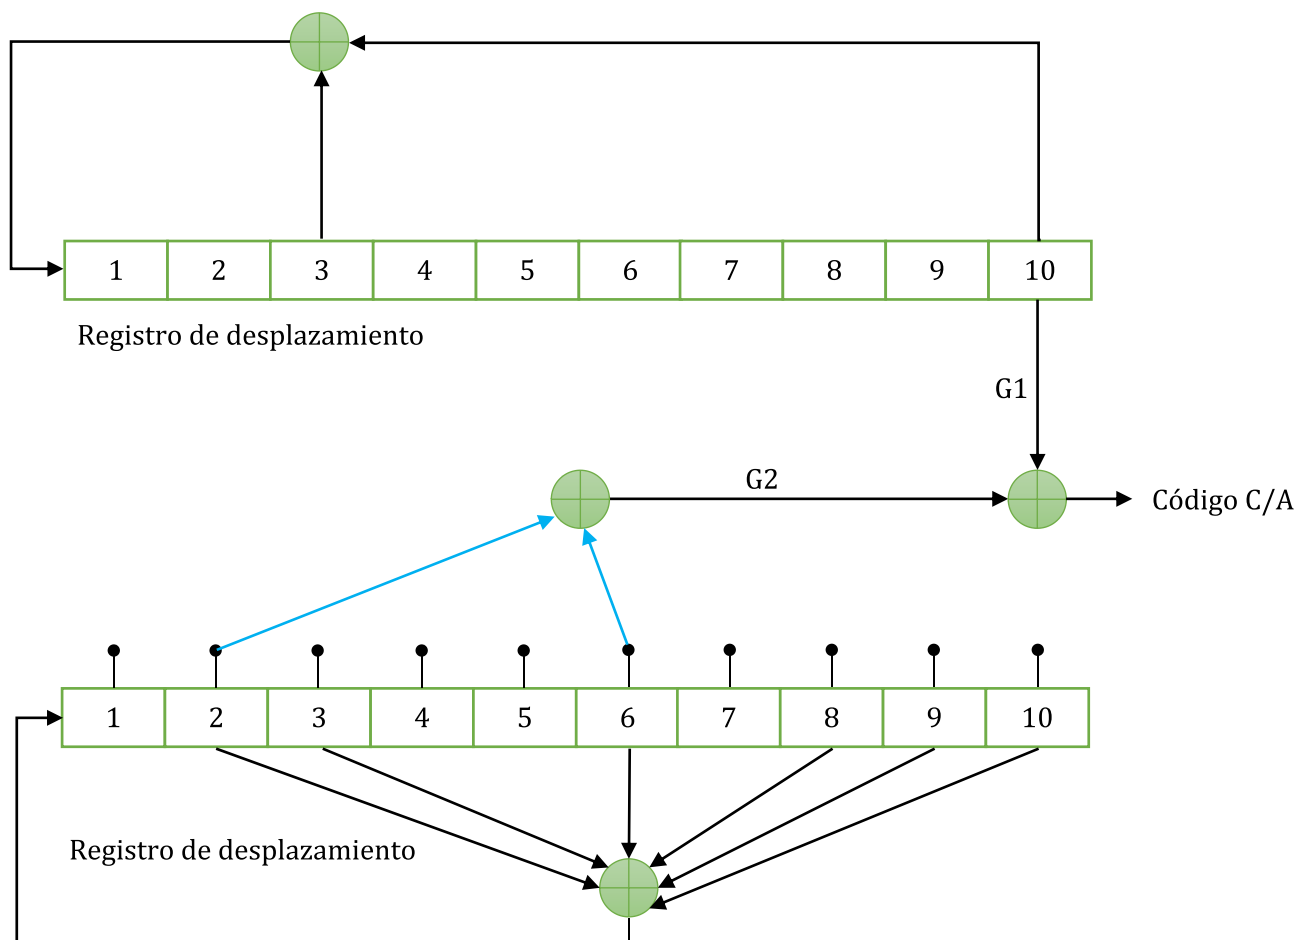 1 2 3 4 5 6 7 8 9 10
Registro de desplazamiento
G1
G2
Código C/A
1 2 3 4 5 6 7 8 9 10
Registro de desplazamiento